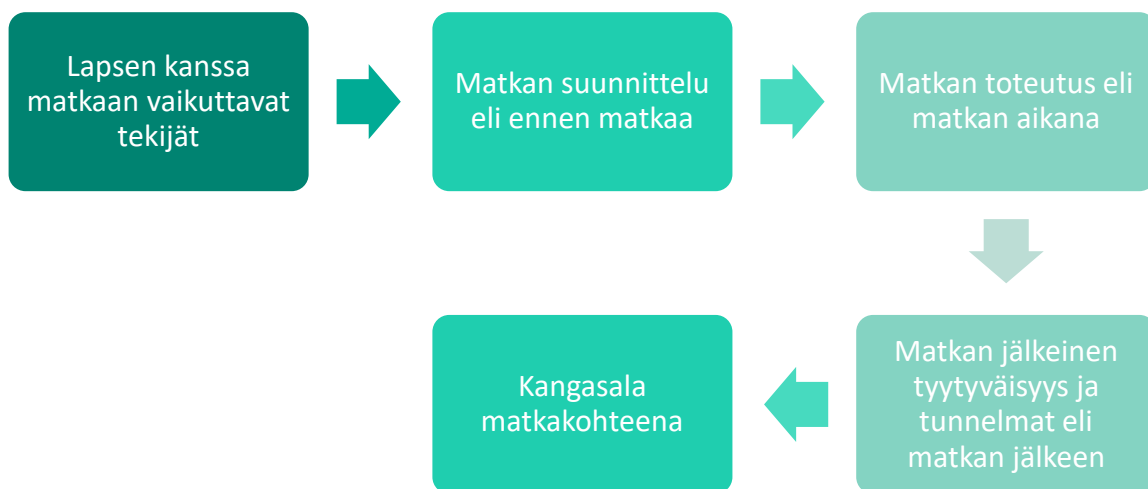 Lapsen kanssa
matkaan vaikuttavat
tekijät
Matkan suunnittelu
eli ennen matkaa
Matkan toteutus eli
matkan aikana
Matkan jälkeinen
tyytyväisyys ja
tunnelmat eli
matkan jälkeen
Kangasala
matkakohteena